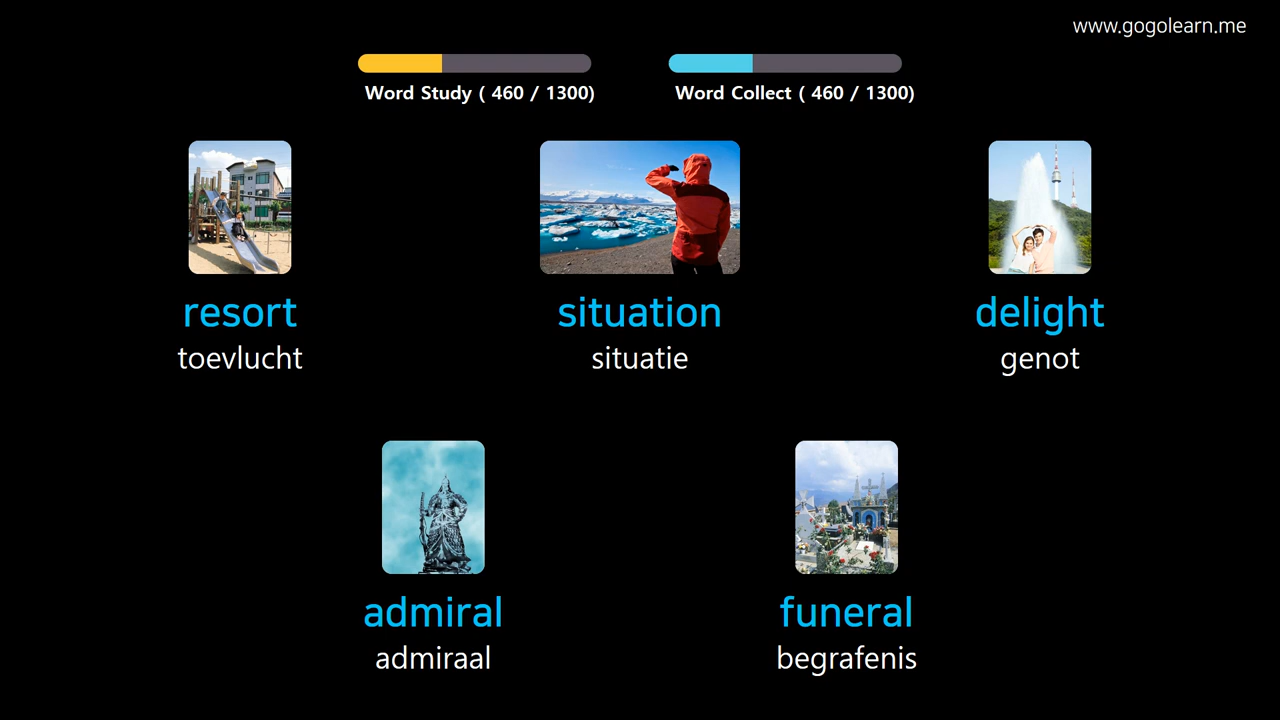 www.gogolearn.me
Word Study ( 460 / 1300)
Word Collect ( 460 / 1300)
resort
toevlucht
situation
situatie
delight
genot
admiral
admiraal
funeral
begrafenis